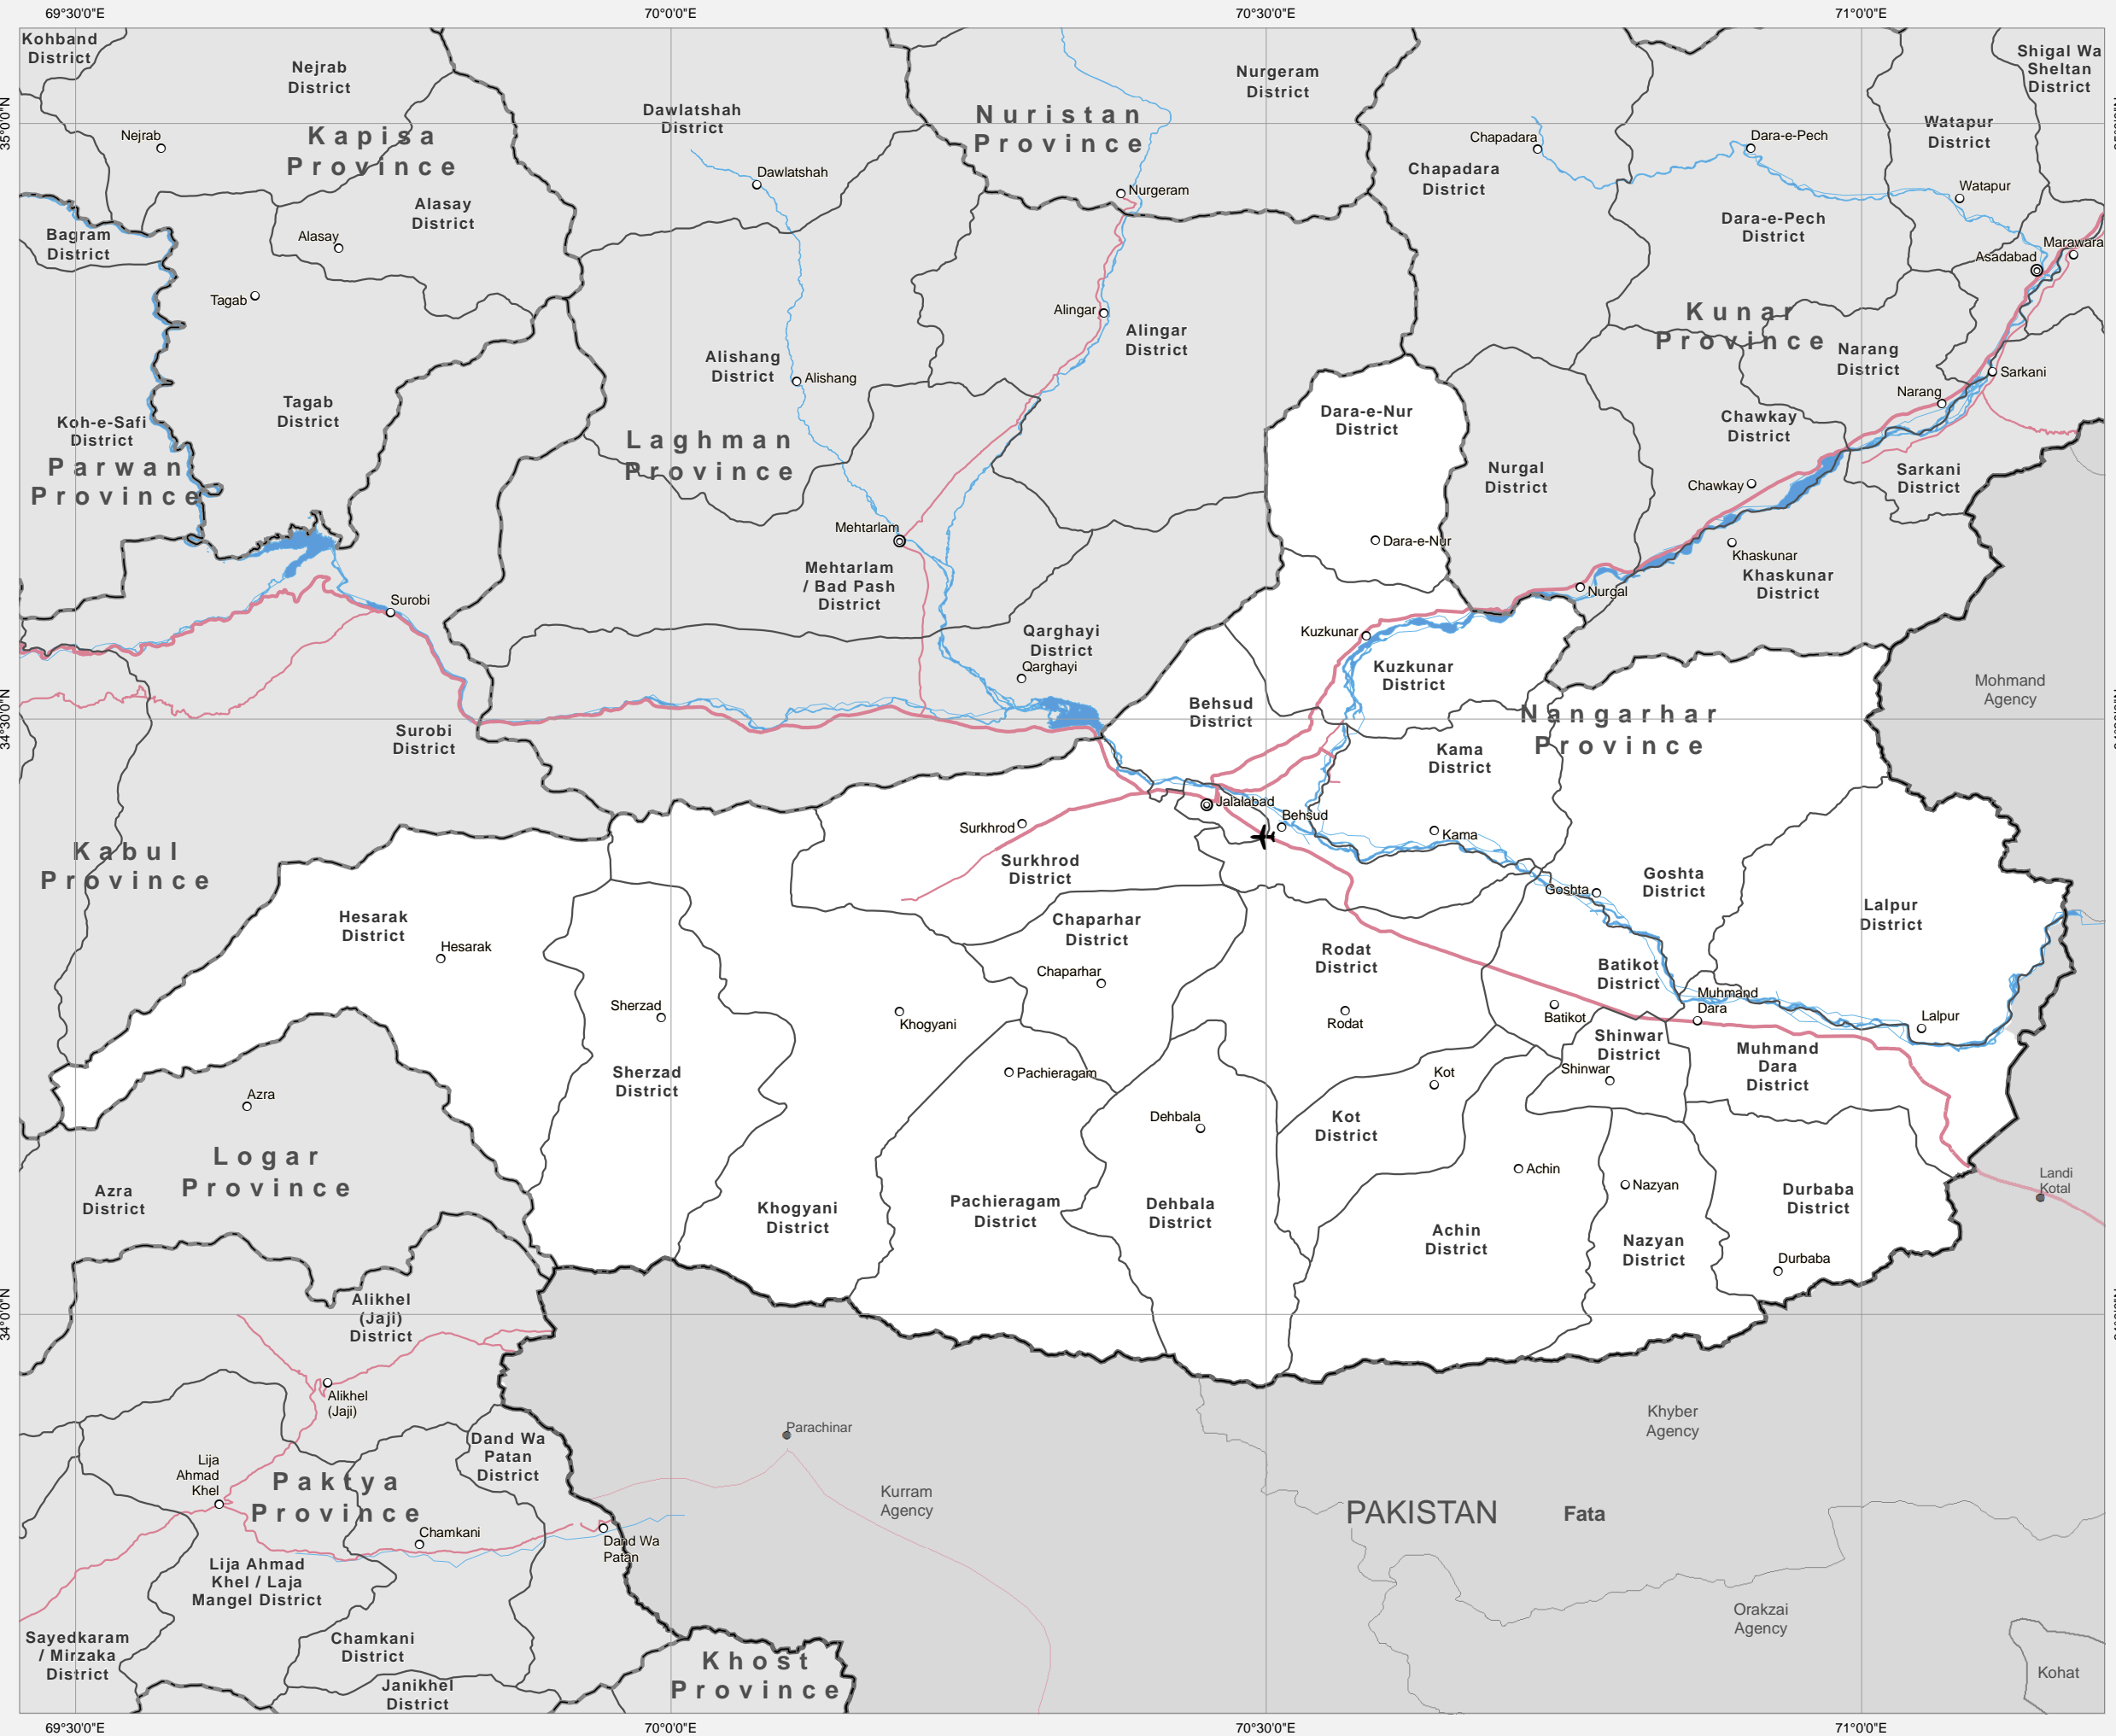 69°30'0"E
70°0'0"E
70°30'0"E
71°0'0"E
35°0'0"N
34°30'0"N
34°0'0"N
Kohband
District
Nejrab
District
Nejrab
Kapisa
Province
Alasay
District
Alasay
Bagram
District
Tagab
Tagab
District
Koh-e-Safi
District
Parwan
Province
Dawlatshah
District
Dawlatshah
Nuristan
Province
Nurgeram
District
Nurgeram
Alingar
Alingar
District
Alishang
District
Alishang
Laghman
Province
Mehtarlam
Mehtarlam
/ Bad Pash
District
Qarghayi
District
Qarghayi
Chapadara
Chapadara
District
Dara-e-Pech
Dara-e-Pech
District
Watapur
District
Watapur
Shigal Wa
Sheltan
District
Marawara
Asadabad
Kunar
Province
Narang
District
Narang
Sarkani
Sarkani
District
Chawkay
District
Chawkay
Nurgal
District
Nurgal
Khaskunar
Khaskunar
District
Dara-e-Nur
District
Dara-e-Nur
Kuzkunar
Kuzkunar
District
Behsud
District
Nangarhar
Province
Kama
District
Kama
Jalalabad
Behsud
Surobi
Surobi
District
Kabul
Province
Surkhrod
Surkhrod
District
Goshta
Goshta
District
Lalpur
District
Lalpur
Mohmand
Agency
Hesarak
District
Hesarak
Sherzad
Sherzad
District
Khogyani
Khogyani
District
Chaparhar
District
Chaparhar
Rodat
District
Rodat
Batikot
District
Batikot
Muhmand
Dara
Muhmand
Dara
District
Shinwar
District
Shinwar
Pachieragam
Pachieragam
District
Dehbala
Dehbala
District
Kot
Kot
District
Achin
Achin
District
Nazyan
Nazyan
District
Durbaba
District
Durbaba
Landi
Kotal
Azra
Logar
Province
Azra
District
Alikhel
(Jaji)
District
Alikhel
(Jaji)
Dand Wa
Patan
District
Lija
Ahmad
Khel
Paktya
Province
Chamkani
Dand Wa
Patan
Lija Ahmad
Khel / Laja
Mangel District
Sayedkaram
/ Mirzaka
District
Chamkani
District
Janikhel
District
Khost
Province
Parachinar
Kurram
Agency
Khyber
Agency
PAKISTAN
Fata
Orakzai
Agency
Kohat
69°30'0"E
70°0'0"E
70°30'0"E
71°0'0"E